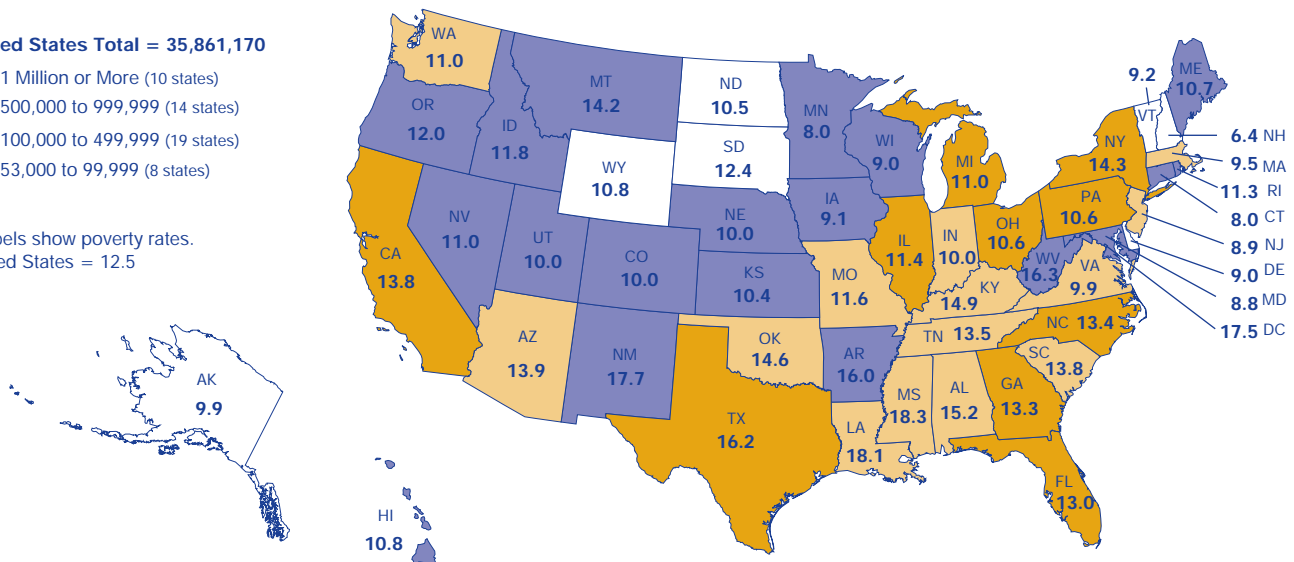 ed States Total = 35,861,170
1 Million or More (10 states)
500,000 to 999,999 (14 states)
100,000 to 499,999 (19 states)
53,000 to 99,999 (8 states)
bels show poverty rates.
ed States = 12.5
WA
11.0
OR
12.0
ID
11.8
MT
14.2
ND
10.5
MN
8.0
WI
9.0
SD
12.4
WY
10.8
MI
11.0
NY
14.3
9.2
VT
ME
10.7
6.4 NH
9.5 MA
11.3 RI
8.0 CT
8.9 NJ
9.0 DE
8.8 MD
17.5 DC
PA
10.6
CA
13.8
NV
11.0
UT
10.0
CO
10.0
NE
10.0
KS
10.4
IA
9.1
IL
11.4
IN
10.0
OH
10.6
WV
16.3
VA
9.9
MO
11.6
KY
14.9
TN 13.5
NC 13.4
SC
13.8
AZ
13.9
NM
17.7
OK
14.6
AR
16.0
MS
18.3
AL
15.2
GA
13.3
TX
16.2
LA
18.1
FL
13.0
AK
9.9
HI
10.8